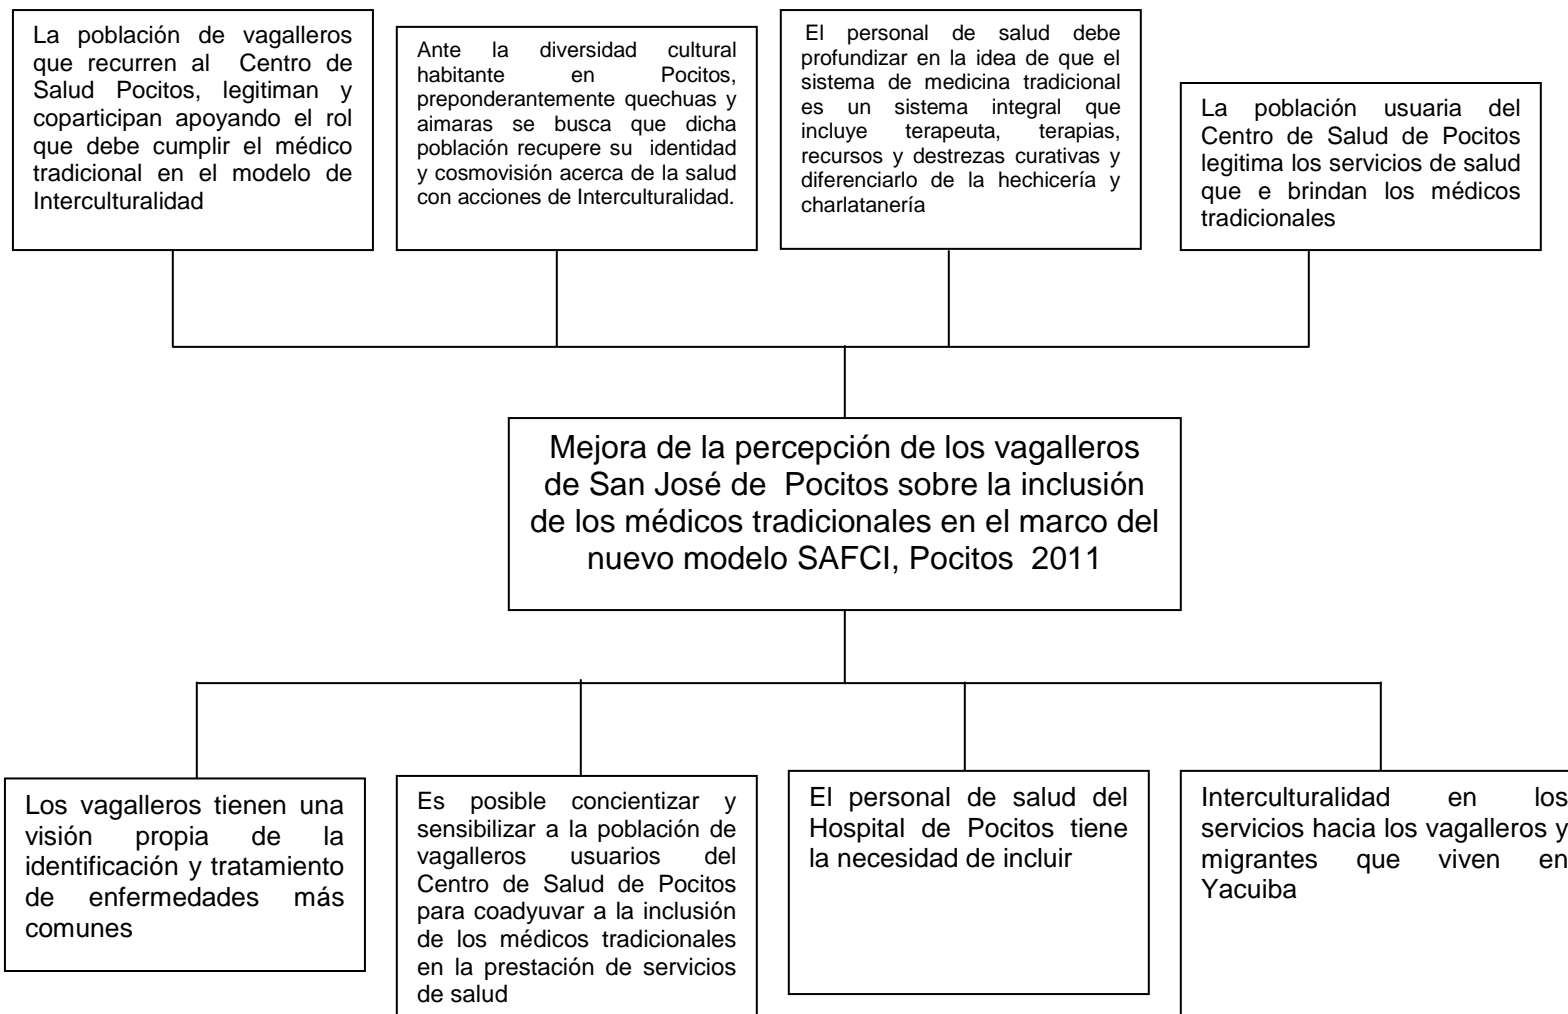 La población de vagalleros
que recurren al Centro de
Salud Pocitos, legitiman y
coparticipan apoyando el rol
que debe cumplir el médico
tradicional en el modelo de
Interculturalidad
Ante la diversidad cultural
habitante en Pocitos,
preponderantemente quechuas y
aimaras se busca que dicha
población recupere su identidad
y cosmovisión acerca de la salud
con acciones de Interculturalidad.
El personal de salud debe
profundizar en la idea de que el
sistema de medicina tradicional
es un sistema integral que
incluye terapeuta, terapias,
recursos y destrezas curativas y
diferenciarlo de la hechicería y
charlatanería
La población usuaria del
Centro de Salud de Pocitos
legitima los servicios de salud
que e brindan los médicos
tradicionales
Mejora de la percepción de los vagalleros
de San José de Pocitos sobre la inclusión
de los médicos tradicionales en el marco del
nuevo modelo SAFCI, Pocitos 2011
Los vagalleros tienen una
visión propia de la
identificación y tratamiento
de enfermedades más
comunes
Es posible concientizar y
sensibilizar a la población de
vagalleros usuarios del
Centro de Salud de Pocitos
para coadyuvar a la inclusión
de los médicos tradicionales
en la prestación de servicios
de salud
El personal de salud del
Hospital de Pocitos tiene
la necesidad de incluir
Interculturalidad en los
servicios hacia los vagalleros y
migrantes que viven en
Yacuiba